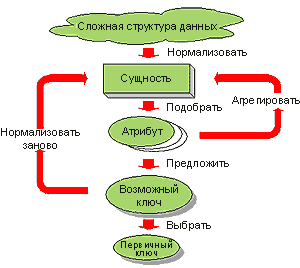 Сложная структура данных
Нормализовать
Сущность
Подобрать
Агрегировать
Атрибут
Нормализовать
заново
Предложить
Возможный
ключ
Выбрать
Первичный
ключ